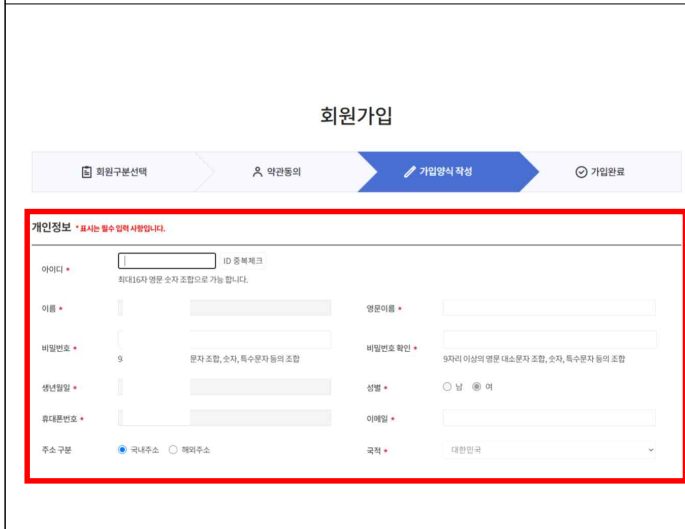 회원가입
회원구분선택 약관동의 가입양식 작성 가입완료
개인정보 * 표시는 필수 입력 사항입니다.
아이디 * ID 중복체크
최대16자 영문 숫자 조합으로 가능 합니다.
이름 * 영문이름 *
비밀번호 * 비밀번호 확인 *
9 문자 조합, 숫자, 특수문자 등의 조합 9자리 이상의 영문 대소문자 조합, 숫자, 특수문자 등의 조합
생년월일 * 성별 * 남 여
휴대폰번호 * 이메일 *
주소 구분 국내주소 해외주소 국적 * 대한민국